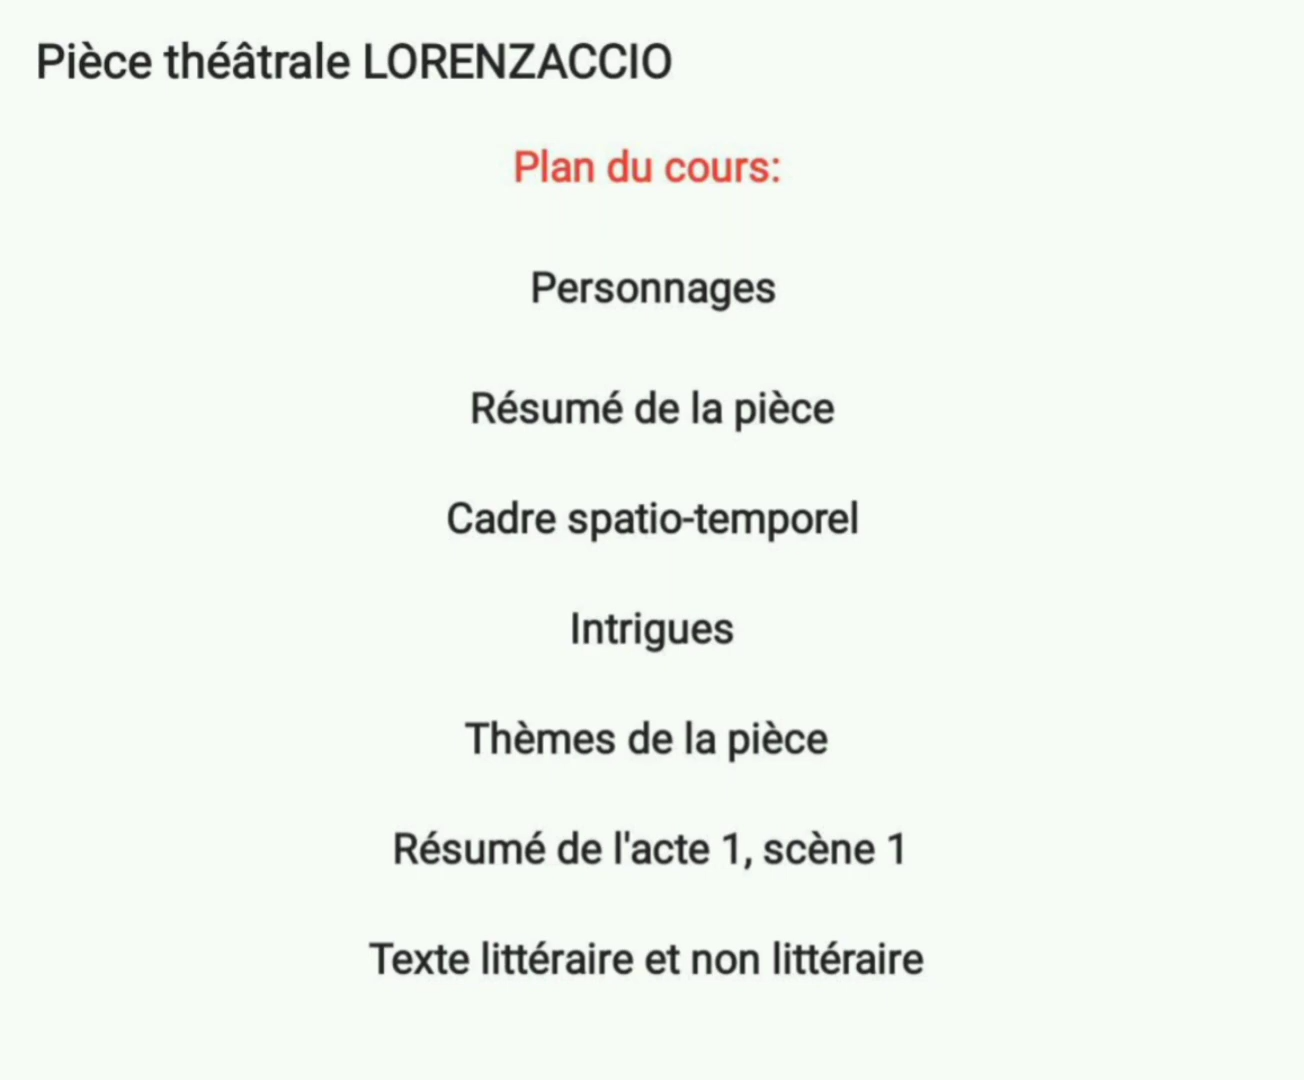 Pièce théâtrale LORENZACCIO
Plan du cours:
Personnages
Résumé de la pièce
Cadre spatio-temporel
Intrigues
Thèmes de la pièce
Résumé de l'acte 1, scène 1
Texte littéraire et non littéraire